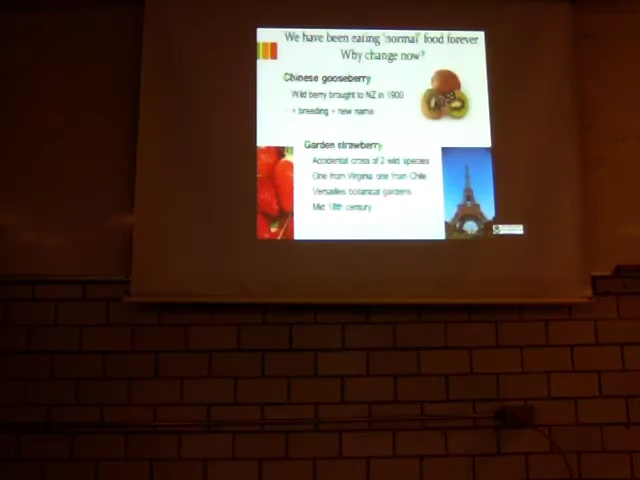 We have been eating 'normal' food forever
Why change now?
Chinese gooseberry
Wild berry brought to NZ in 1900
+ breeding + new name
Garden strawberry
Accidental cross of 2 wild species
One from Virginia one from Chile
Versailles botanical gardens
Mid 18th century